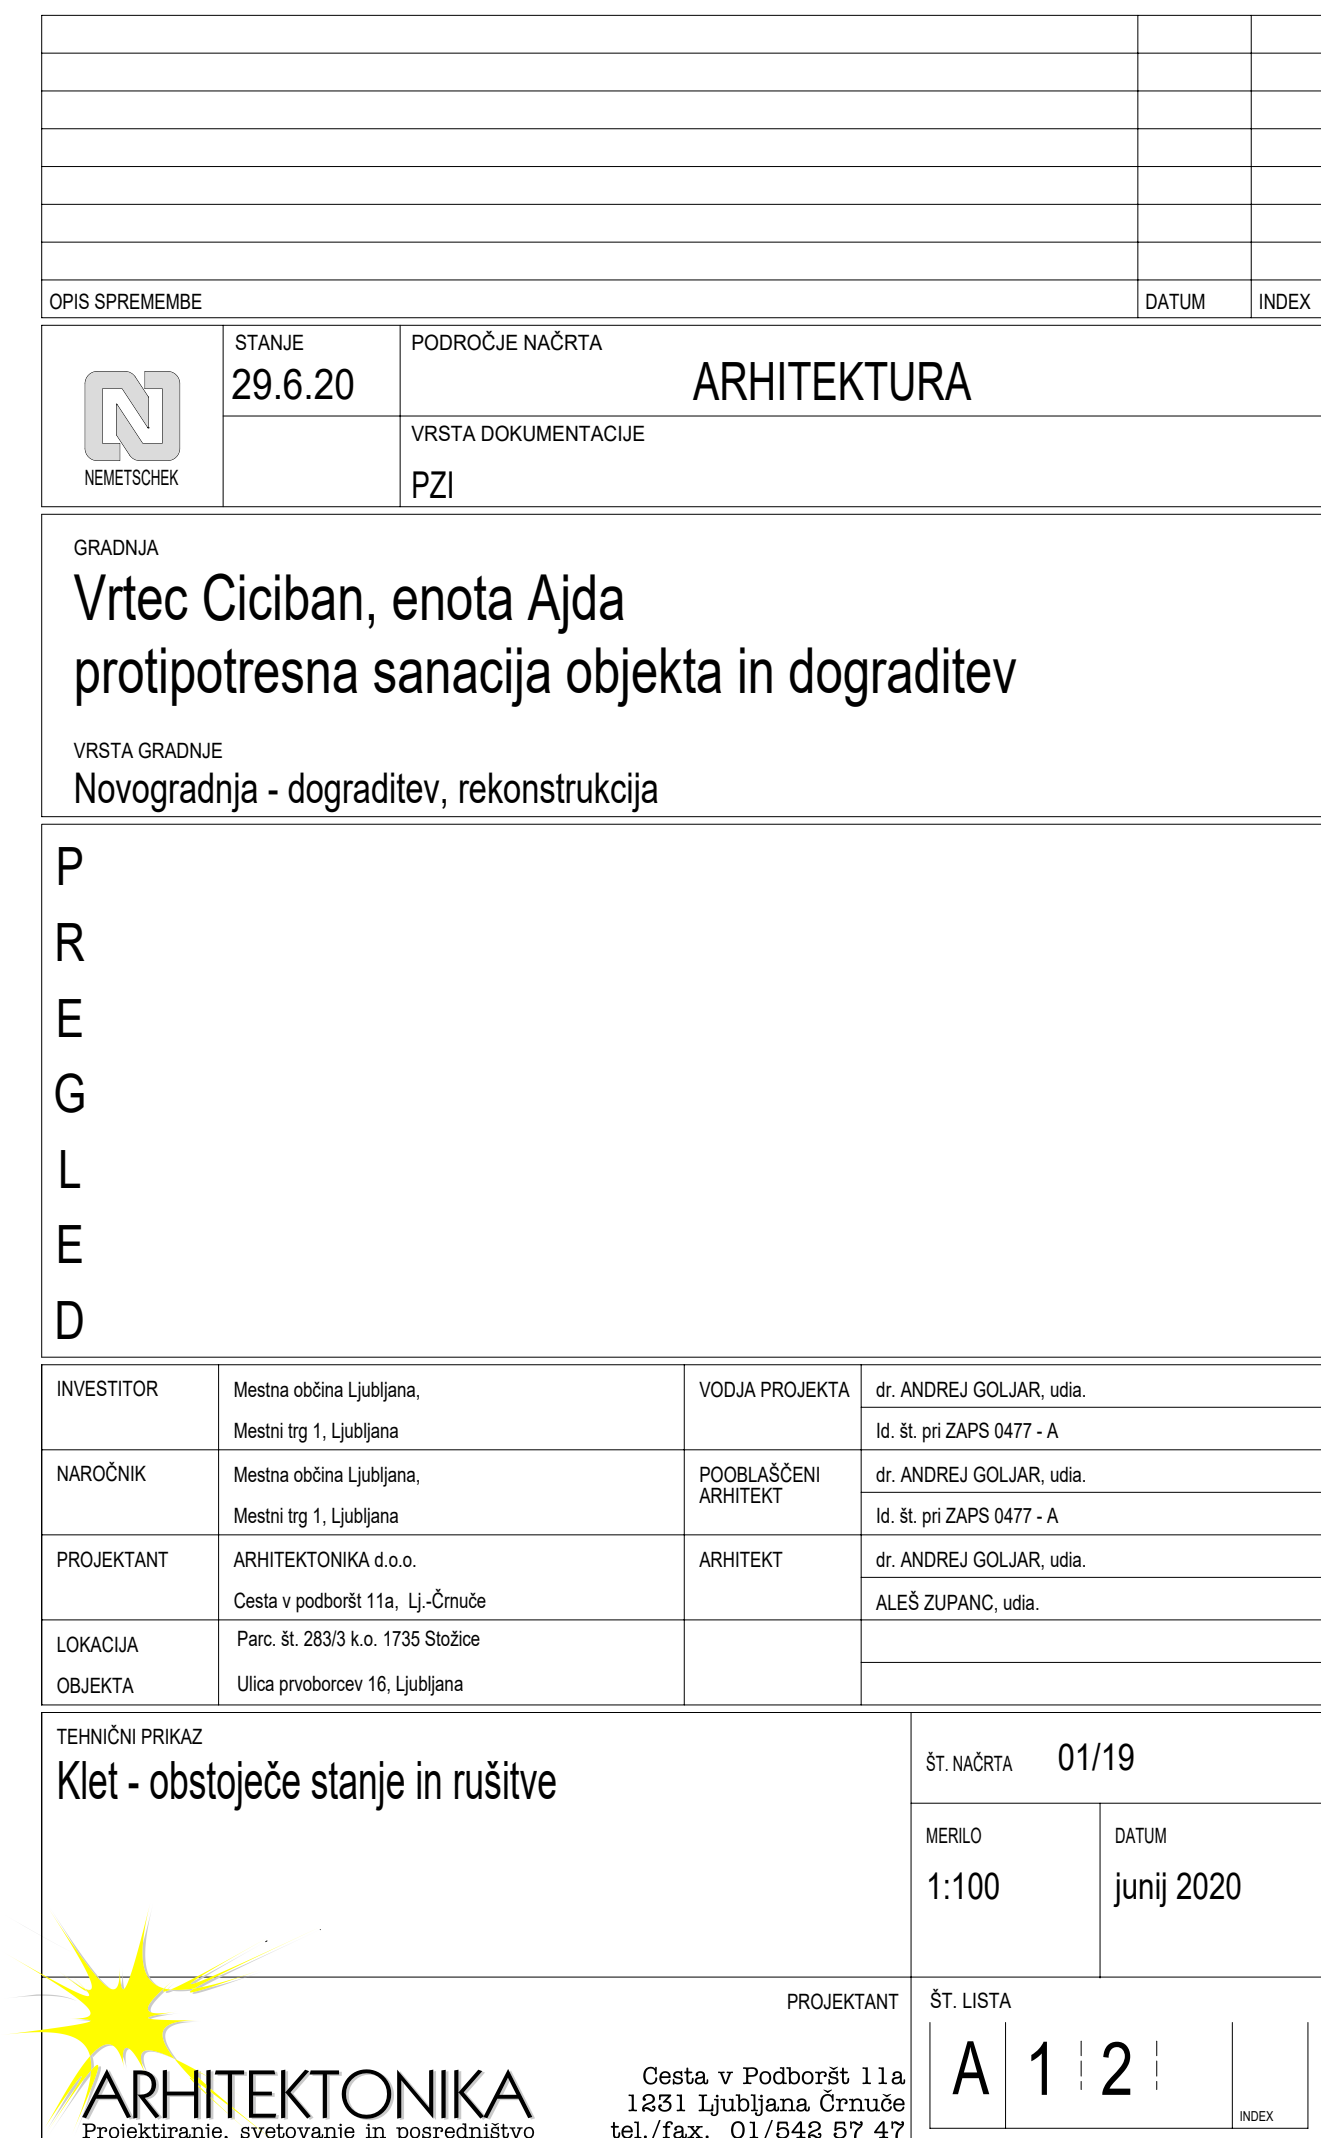 OPIS SPREMEMBE DATUM INDEX
STANJE PODROČJE NAČRTA
29.6.20 ARHITEKTURA
VRSTA DOKUMENTACIJE
NEMETSCHEK PZI
GRADNJA
Vrtec Ciciban, enota Ajda
protipotresna sanacija objekta in dograditev
VRSTA GRADNJE
Novogradnja - dograditev, rekonstrukcija
P
R
E
G
L
E
D
INVESTITOR Mestna občina Ljubljana, VODJA PROJEKTA dr. ANDREJ GOLJAR, udia.
Mestni trg 1, Ljubljana Id. št. pri ZAPS 0477 - A
NAROČNIK Mestna občina Ljubljana, POOBLAŠČENI dr. ANDREJ GOLJAR, udia.
ARHITEKT
Mestni trg 1, Ljubljana Id. št. pri ZAPS 0477 - A
PROJEKTANT ARHITEKTONIKA d.o.o. ARHITEKT dr. ANDREJ GOLJAR, udia.
Cesta v podboršt 11a, Lj.-Črnuče ALEŠ ZUPANC, udia.
LOKACIJA Parc. št. 283/3 k.o. 1735 Stožice
OBJEKTA Ulica prvoborcev 16, Ljubljana
TEHNIČNI PRIKAZ
Klet - obstoječe stanje in rušitve
ŠT. NAČRTA 01/19
MERILO DATUM
1:100 junij 2020
PROJEKTANT ŠT. LISTA
A 1 2
INDEX
ARHITEKTONIKA
Projektiranje, svetovanje in posredništvo
Cesta v Podboršt 11a
1231 Ljubljana Črnuče
tel./fax. 01/542 57 47